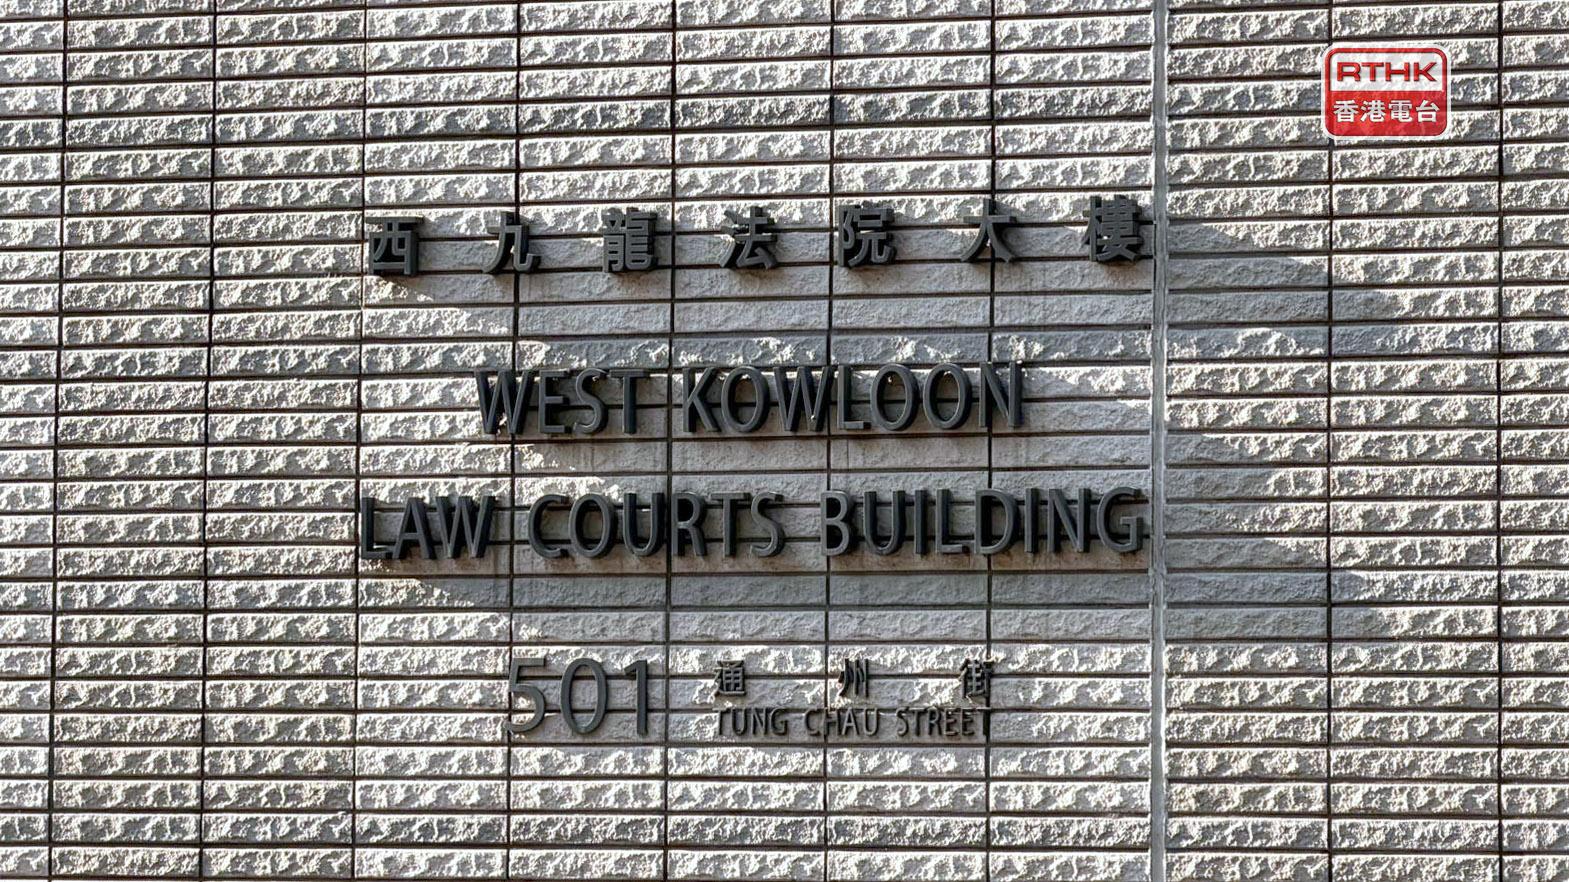 RTHK
香港電台
西九龍法院大樓
WEST KOWLOON
LAW COURTS BUILDING
501 通州街
TUNG CHAU STREET